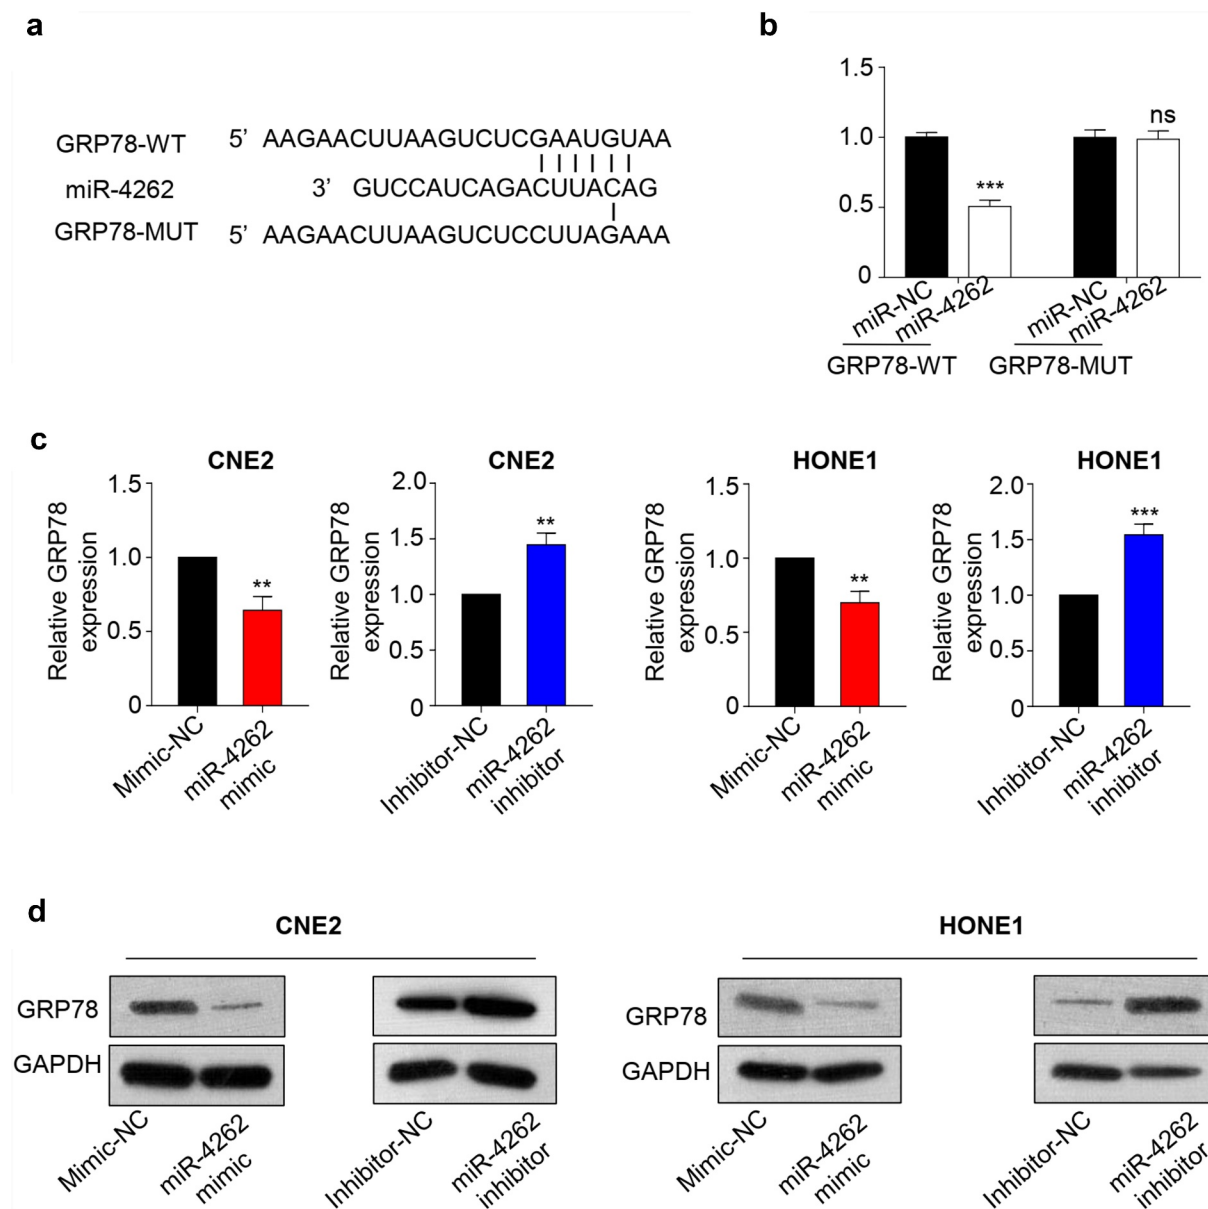 a
GRP78-WT 5’ AAGAACUUAAGUCUCGAAUGUAA
miR-4262 3’ GUCCAUCAGACUUACAG
GRP78-MUT 5’ AAGAACUUAAGUCUCCUUAGAAA
b
1.5
1.0
0.5
0
***
ns
miR-NC
miR-4262
miR-NC
miR-4262
GRP78-WT
GRP78-MUT
c
CNE2
Relative GRP78
expression
1.5
1.0
0.5
0
**
Mimic-NC
miR-4262
mimic
CNE2
Relative GRP78
expression
2.0
1.5
1.0
0.5
0
**
Inhibitor-NC
miR-4262
inhibitor
HONE1
Relative GRP78
expression
1.5
1.0
0.5
0
**
Mimic-NC
miR-4262
mimic
HONE1
Relative GRP78
expression
2.0
1.5
1.0
0.5
0
***
Inhibitor-NC
miR-4262
inhibitor
d
CNE2
GRP78
GAPDH
Mimic-NC
miR-4262
mimic
Inhibitor-NC
miR-4262
inhibitor
HONE1
GRP78
GAPDH
Mimic-NC
miR-4262
mimic
Inhibitor-NC
miR-4262
inhibitor